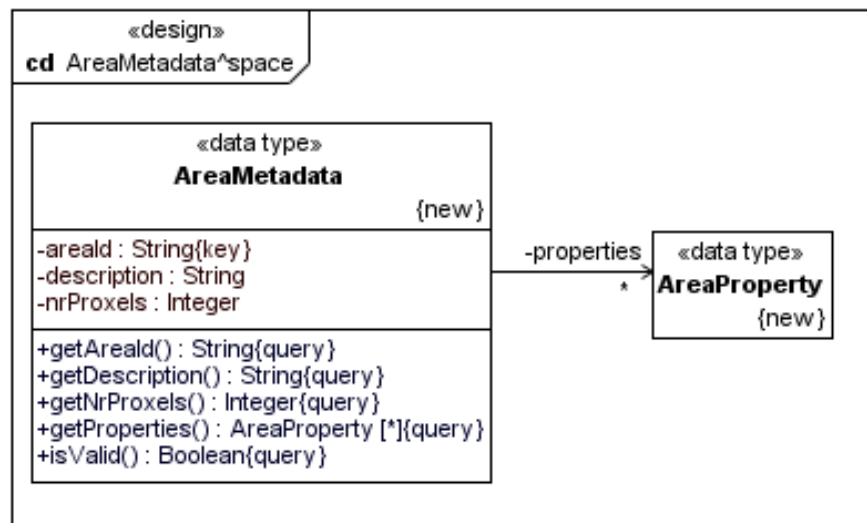 «design»
cd AreaMetadata^space
«data type»
AreaMetadata
{new}
-areaId : String{key}
-description : String
-nrProxels : Integer
+getAreaId() : String{query}
+getDescription() : String{query}
+getNrProxels() : Integer{query}
+getProperties() : AreaProperty [*]{query}
+isValid() : Boolean{query}
-properties
*
«data type»
AreaProperty
{new}